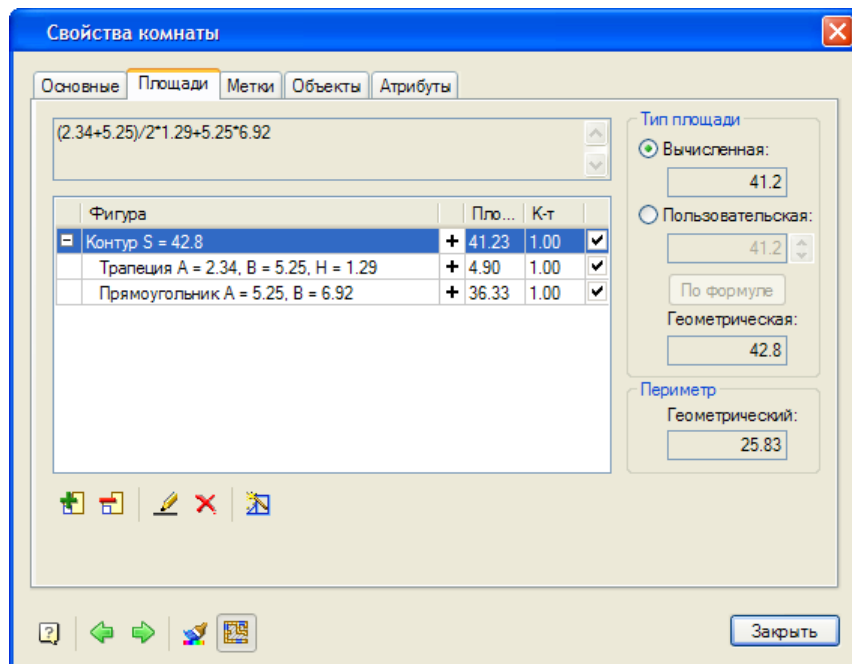 Свойства комнаты
Основные Площади Метки Объекты Атрибуты
(2.34+5.25)/2*1.29+5.25*6.92
Фигура Пло... К-т
Контур S = 42.8 + 41.23 1.00
Трапеция A = 2.34, B = 5.25, H = 1.29 + 4.90 1.00
Прямоугольник A = 5.25, B = 6.92 + 36.33 1.00
Тип площади
Вычисленная:
41.2
Пользовательская:
41.2
По формуле
Геометрическая:
42.8
Периметр
Геометрический:
25.83
Закрыть